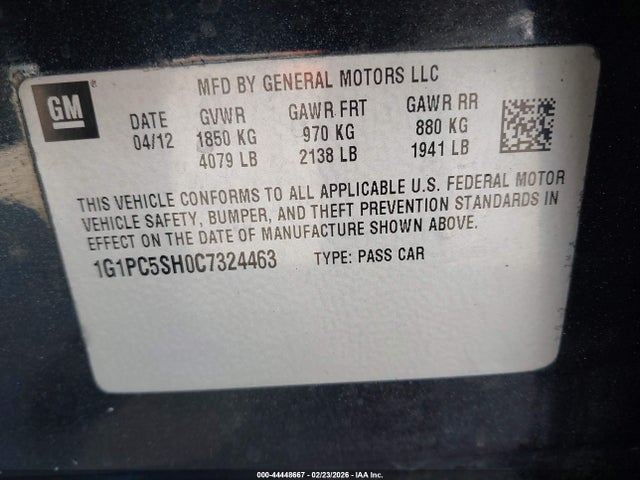 GM
MFD BY GENERAL MOTORS LLC
DATE GVWR GAWR FRT GAWR RR
04/12 1850 KG 970 KG 880 KG
4079 LB 2138 LB 1941 LB
THIS VEHICLE CONFORMS TO ALL APPLICABLE U.S. FEDERAL MOTOR
VEHICLE SAFETY, BUMPER, AND THEFT PREVENTION STANDARDS IN
EFFECT ON THE DATE OF MANUFACTURE SHOWN ABOVE.
1G1PC5SH0C7324463 TYPE: PASS CAR
000-44448667 - 02/23/2026 - IAA Inc.